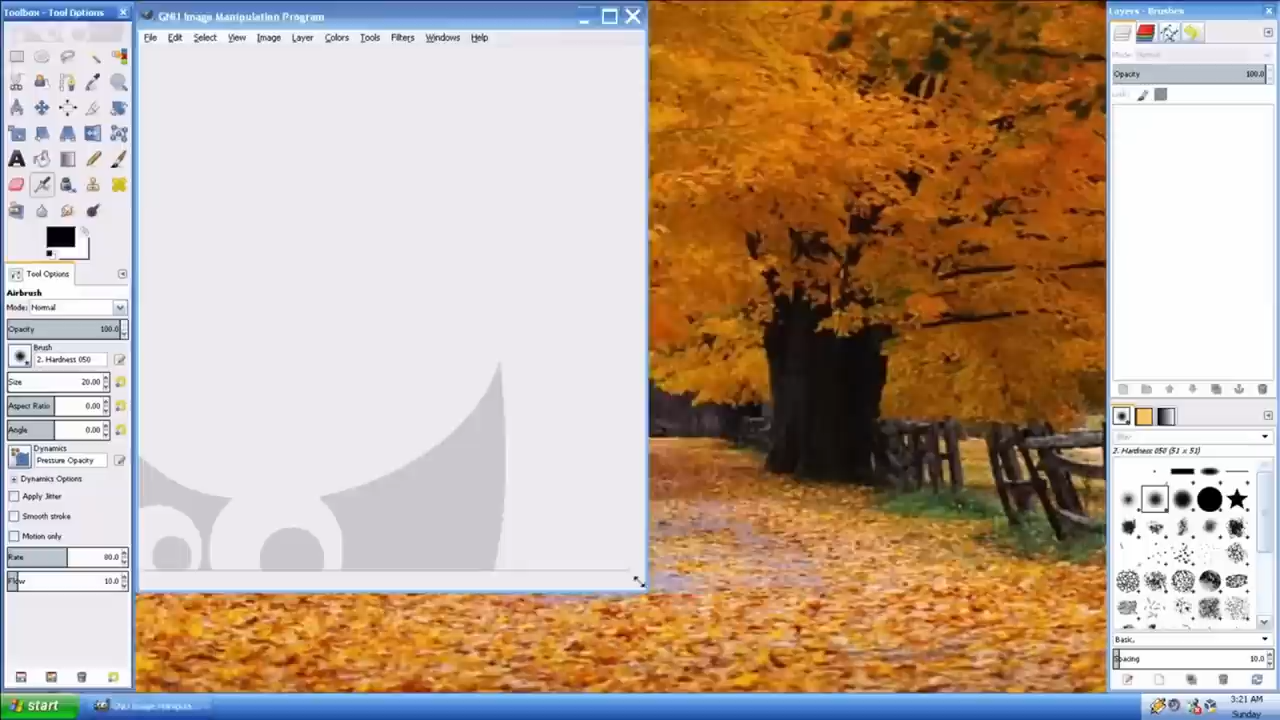 Toolbox - Tool Options
GNU Image Manipulation Program
File Edit Select View Image Layer Colors Tools Filters Windows Help
Tool Options
Airbrush
Mode: Normal
Opacity 100.0
Brush
2. Hardness 050
Size 20.00
Aspect Ratio 0.00
Angle 0.00
Dynamics
Pressure Opacity
Dynamics Options
Apply Jitter
Smooth stroke
Motion only
Rate 80.0
Flow 10.0
Layers - Brushes
Mode: Normal
Opacity 100.0
Lock:
filter
2. Hardness 050 (51 x 51)
Basic,
Spacing 10.0
start
3:21 AM
Sunday